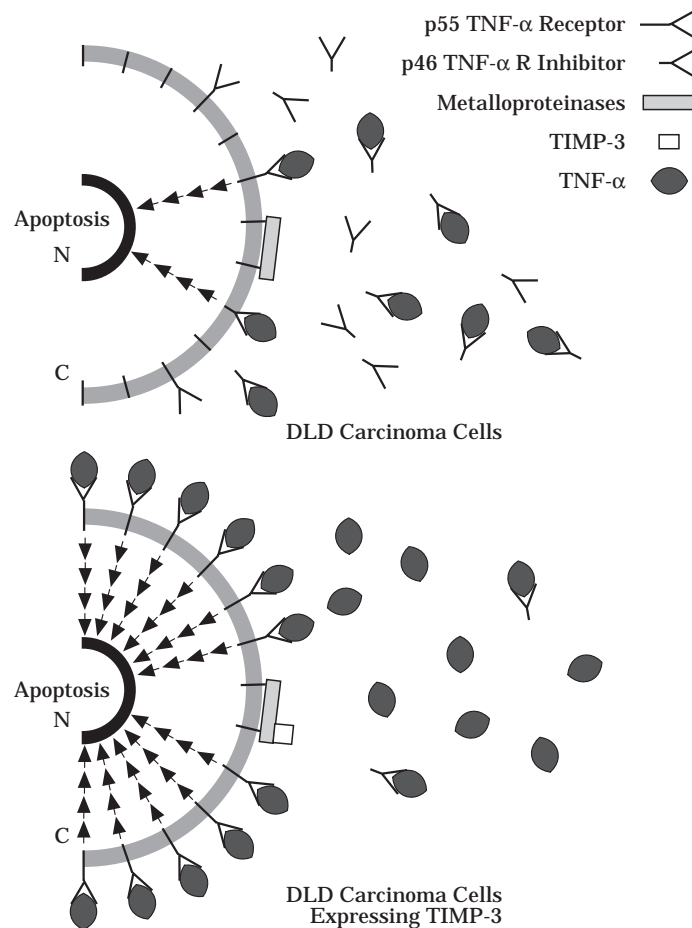 p55 TNF-α Receptor
p46 TNF-α R Inhibitor
Metalloproteinases
TIMP-3
TNF-α
Apoptosis
N
C
DLD Carcinoma Cells
Apoptosis
N
C
DLD Carcinoma Cells
Expressing TIMP-3